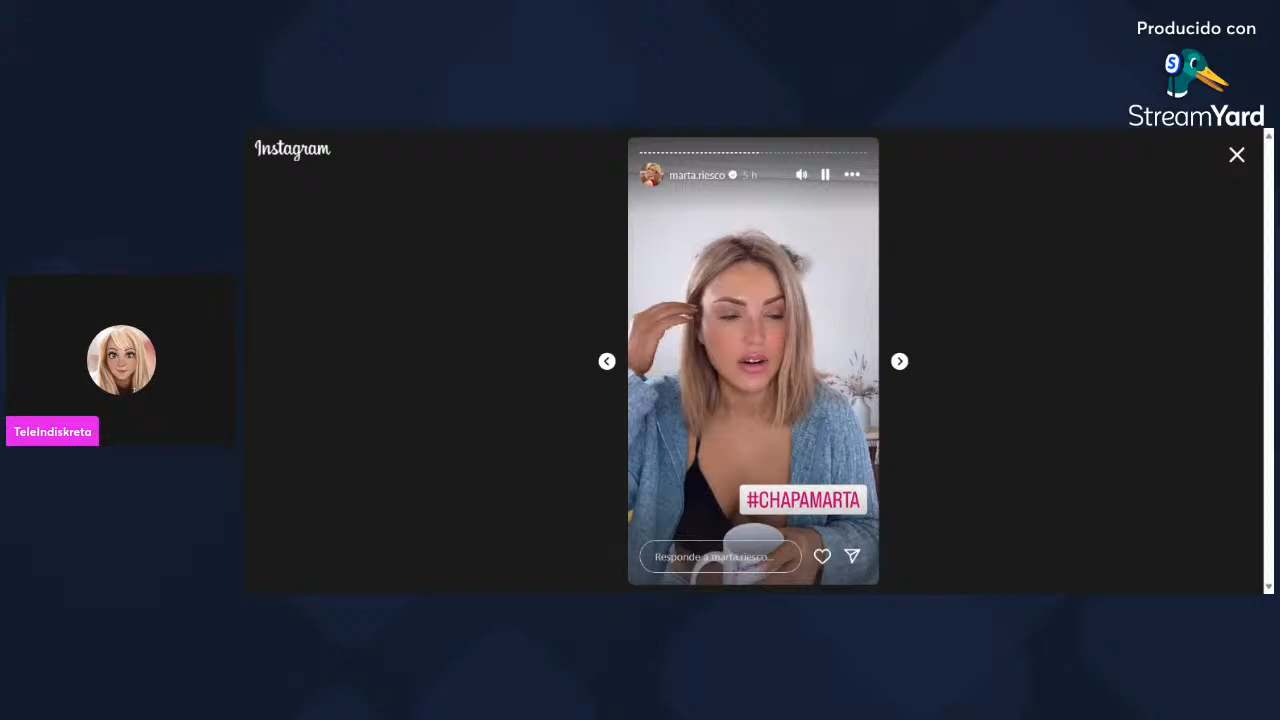 Producido con
S
StreamYard
Instagram
marta.riesco 5 h
TeleIndiskreta
#CHAPAMARTA
Responde a marta.riesco...